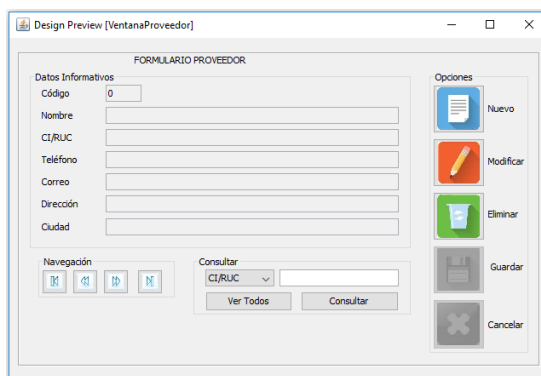 Design Preview [VentanaProveedor]
FORMULARIO PROVEEDOR
Datos Informativos
Código 0
Nombre
CI/RUC
Teléfono
Correo
Dirección
Ciudad
Opciones
Nuevo
Modificar
Eliminar
Guardar
Cancelar
Navegación
Consultar
CI/RUC
Ver Todos Consultar